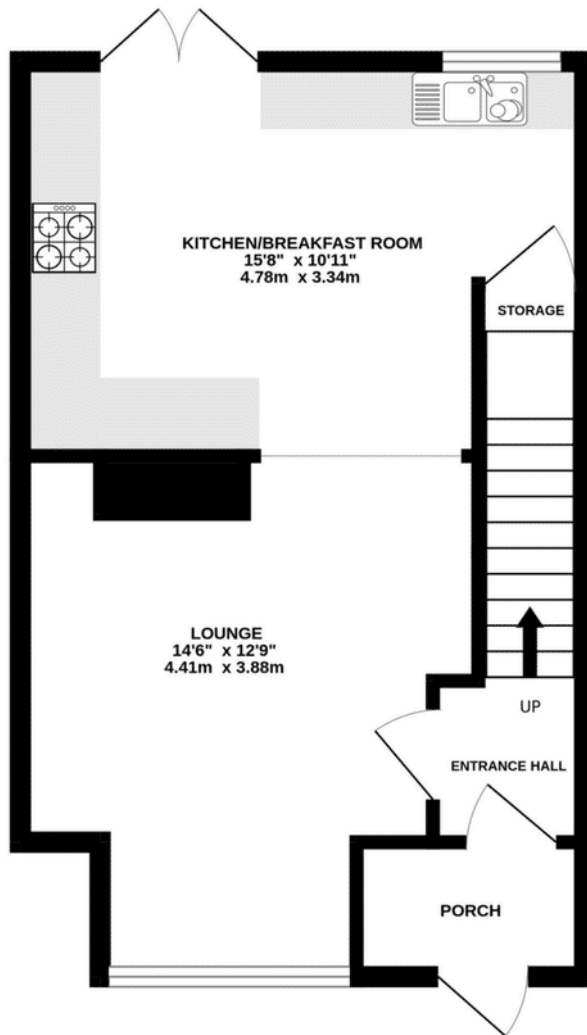 KITCHEN/BREAKFAST ROOM
15'8" x 10'11"
4.78m x 3.34m
STORAGE
LOUNGE
14'6" x 12'9"
4.41m x 3.88m
UP
ENTRANCE HALL
PORCH